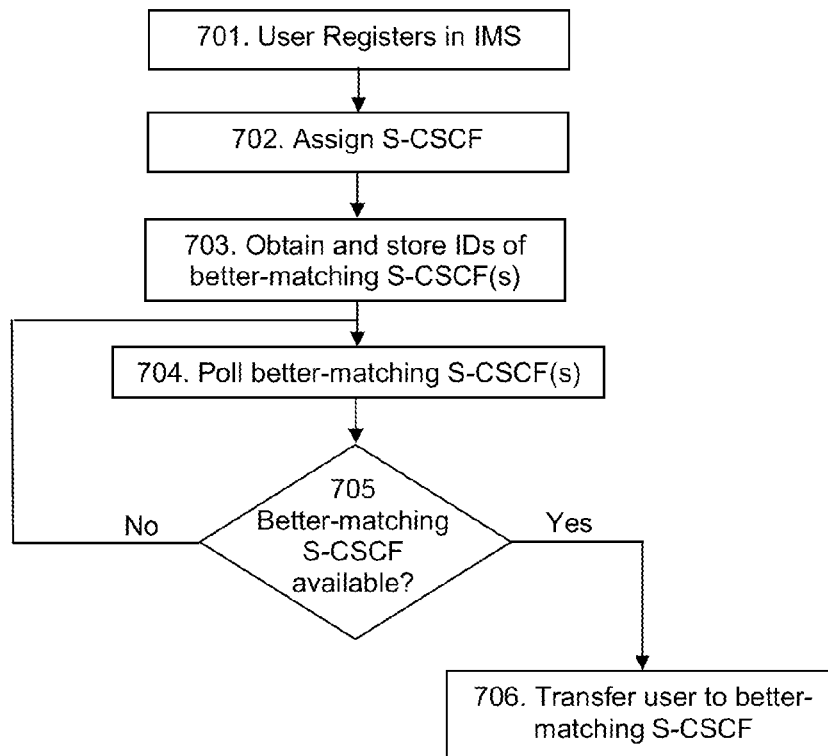 701. User Registers in IMS
702. Assign S-CSCF
703. Obtain and store IDs of
better-matching S-CSCF(s)
704. Poll better-matching S-CSCF(s)
705
Better-matching
S-CSCF
available?
No
Yes
706. Transfer user to better-
matching S-CSCF